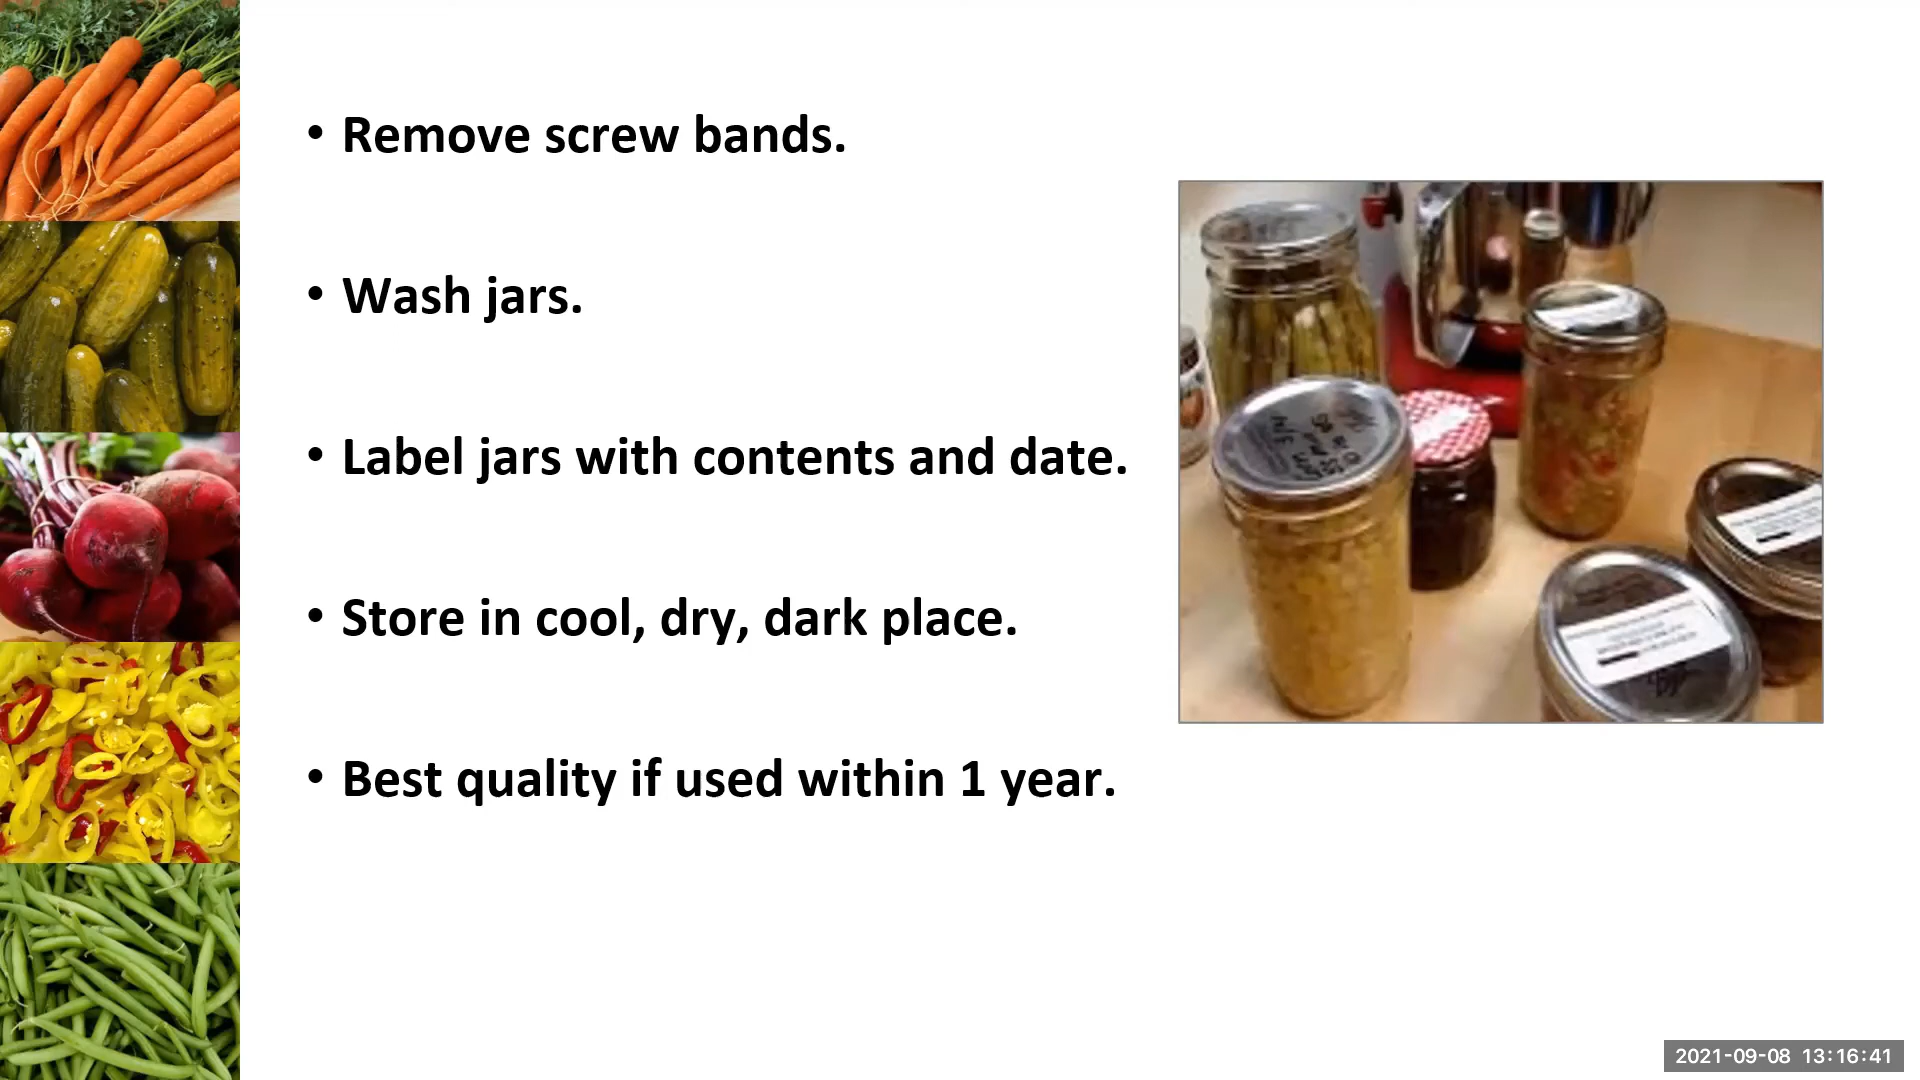 • Remove screw bands.
• Wash jars.
• Label jars with contents and date.
• Store in cool, dry, dark place.
• Best quality if used within 1 year.
2021-09-08 13:16:41